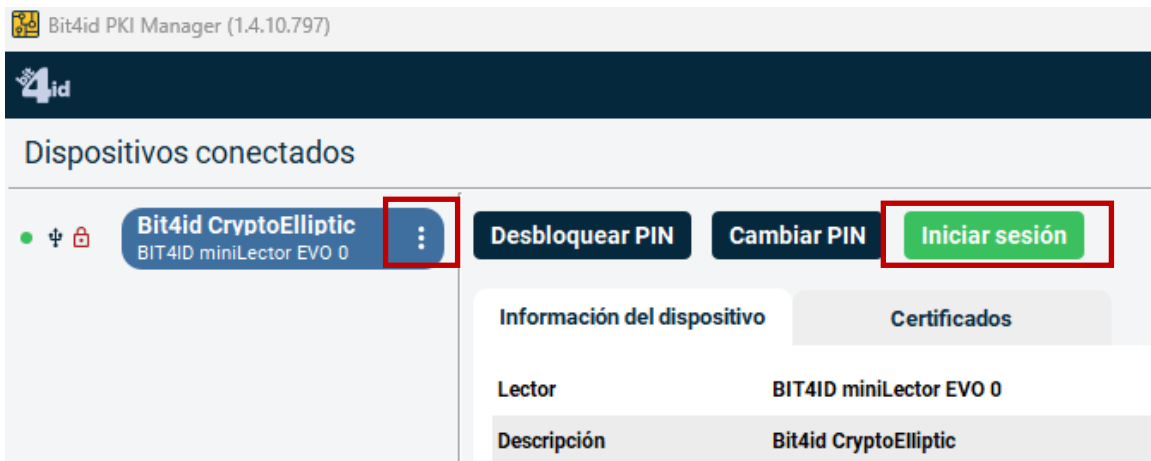 Bit4id PKI Manager (1.4.10.797)
4id
Dispositivos conectados
Bit4id CryptoElliptic
BIT4ID miniLector EVO 0
Desbloquear PIN Cambiar PIN Iniciar sesión
Información del dispositivo Certificados
Lector BIT4ID miniLector EVO 0
Descripción Bit4id CryptoElliptic